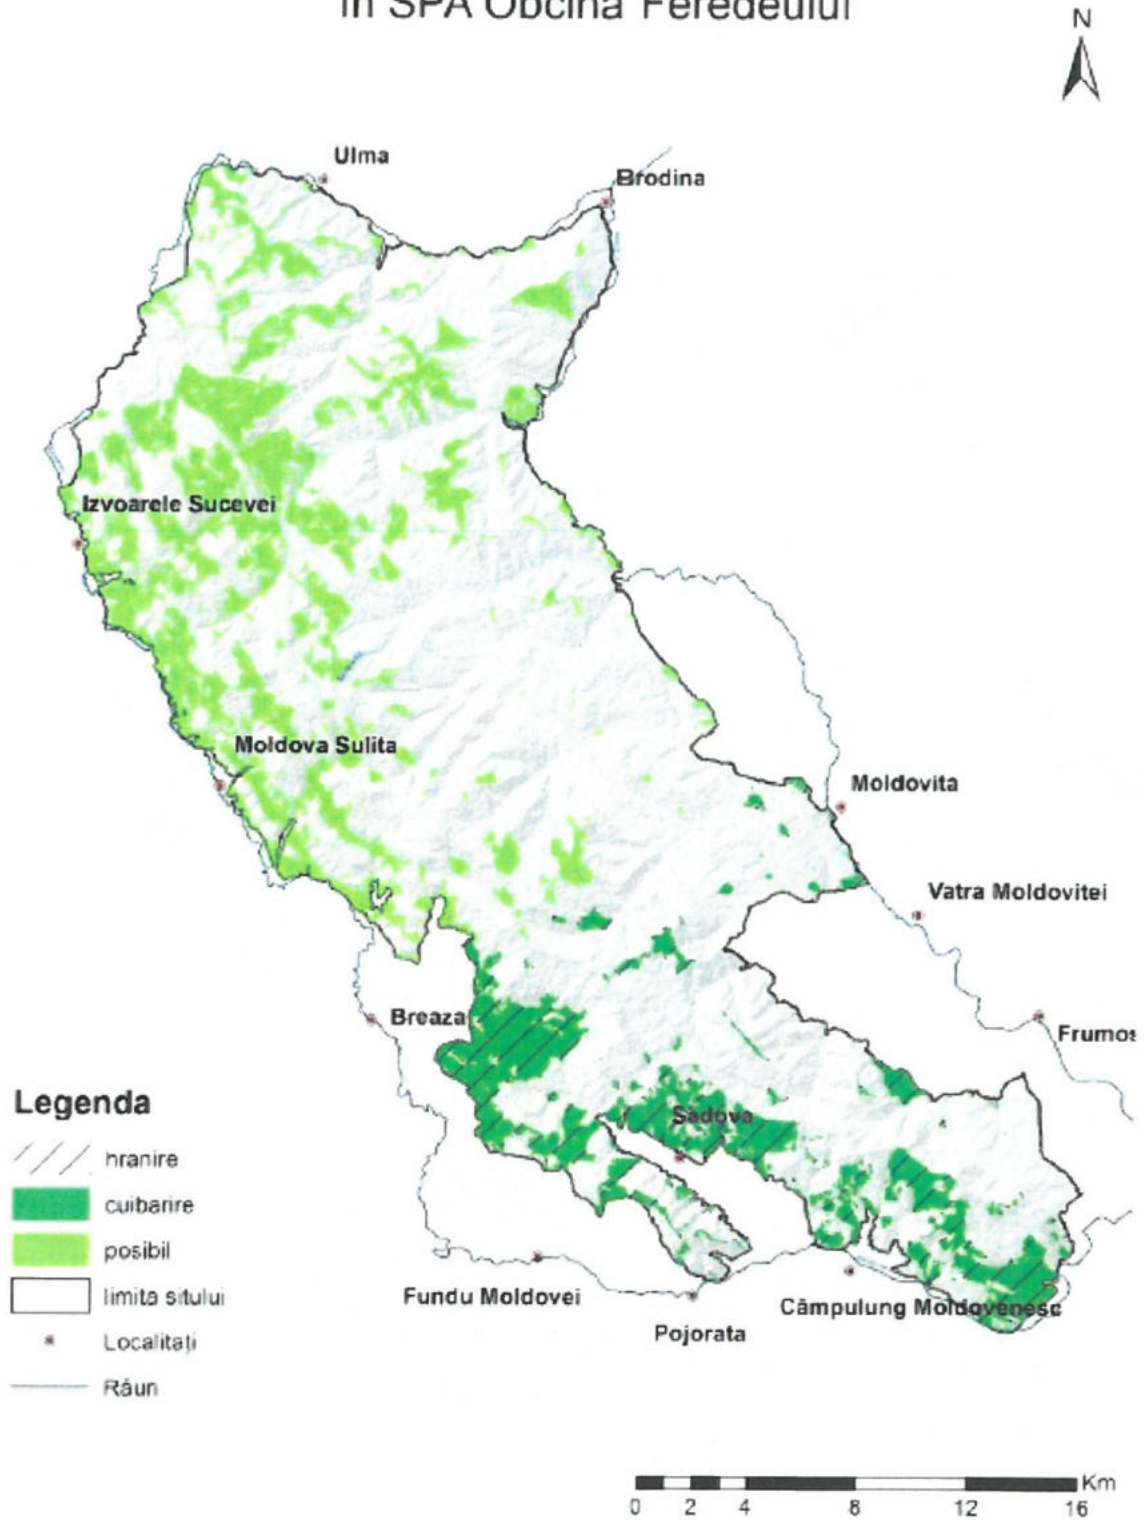 în SPA Obcina Feredeului
N
Ulma
Brodina
Izvoarele Sucevei
Moldova Sulita
Moldovita
Vatra Moldovitei
Breaza
Frumos
Sadova
Fundu Moldovei
Câmpulung Moldovenesc
Pojorata
Legenda
hranire
cuibarire
posibil
limita sitului
Localitați
Râuri
Km
0 2 4 8 12 16